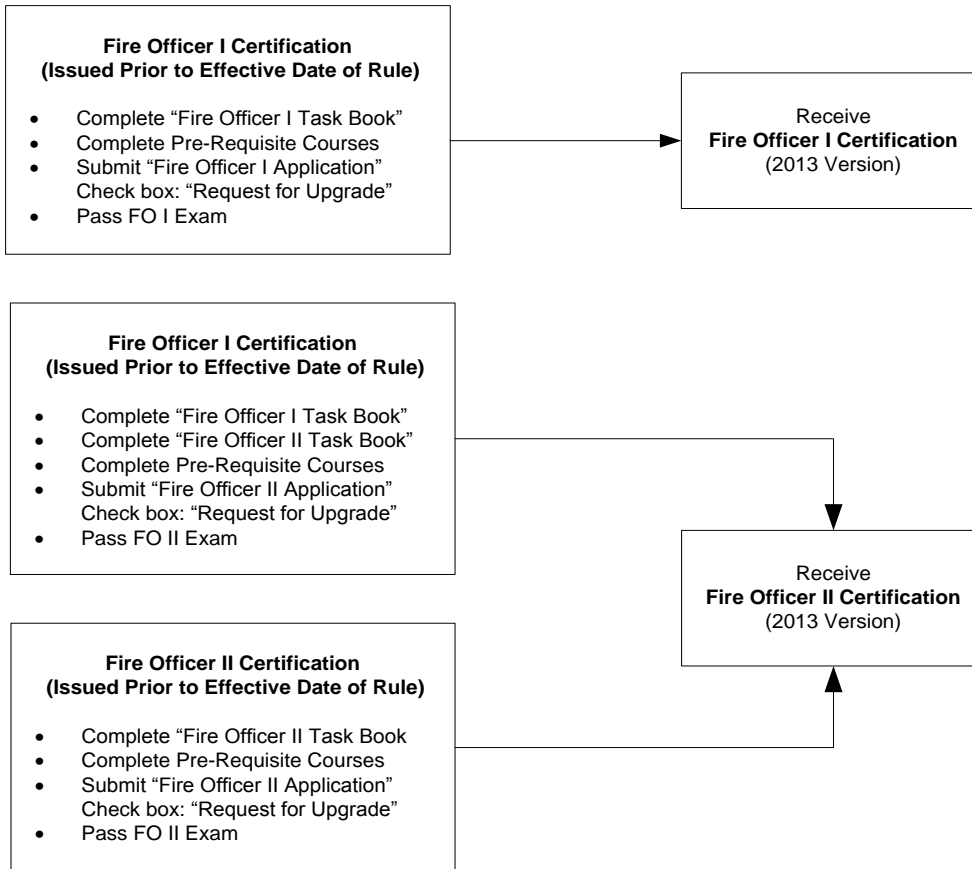 Fire Officer I Certification
(Issued Prior to Effective Date of Rule)
• Complete “Fire Officer I Task Book”
• Complete Pre-Requisite Courses
• Submit “Fire Officer I Application”
Check box: “Request for Upgrade”
• Pass FO I Exam
Receive
Fire Officer I Certification
(2013 Version)
Fire Officer I Certification
(Issued Prior to Effective Date of Rule)
• Complete “Fire Officer I Task Book”
• Complete “Fire Officer II Task Book”
• Complete Pre-Requisite Courses
• Submit “Fire Officer II Application”
Check box: “Request for Upgrade”
• Pass FO II Exam
Receive
Fire Officer II Certification
(2013 Version)
Fire Officer II Certification
(Issued Prior to Effective Date of Rule)
• Complete “Fire Officer II Task Book
• Complete Pre-Requisite Courses
• Submit “Fire Officer II Application”
Check box: “Request for Upgrade”
• Pass FO II Exam